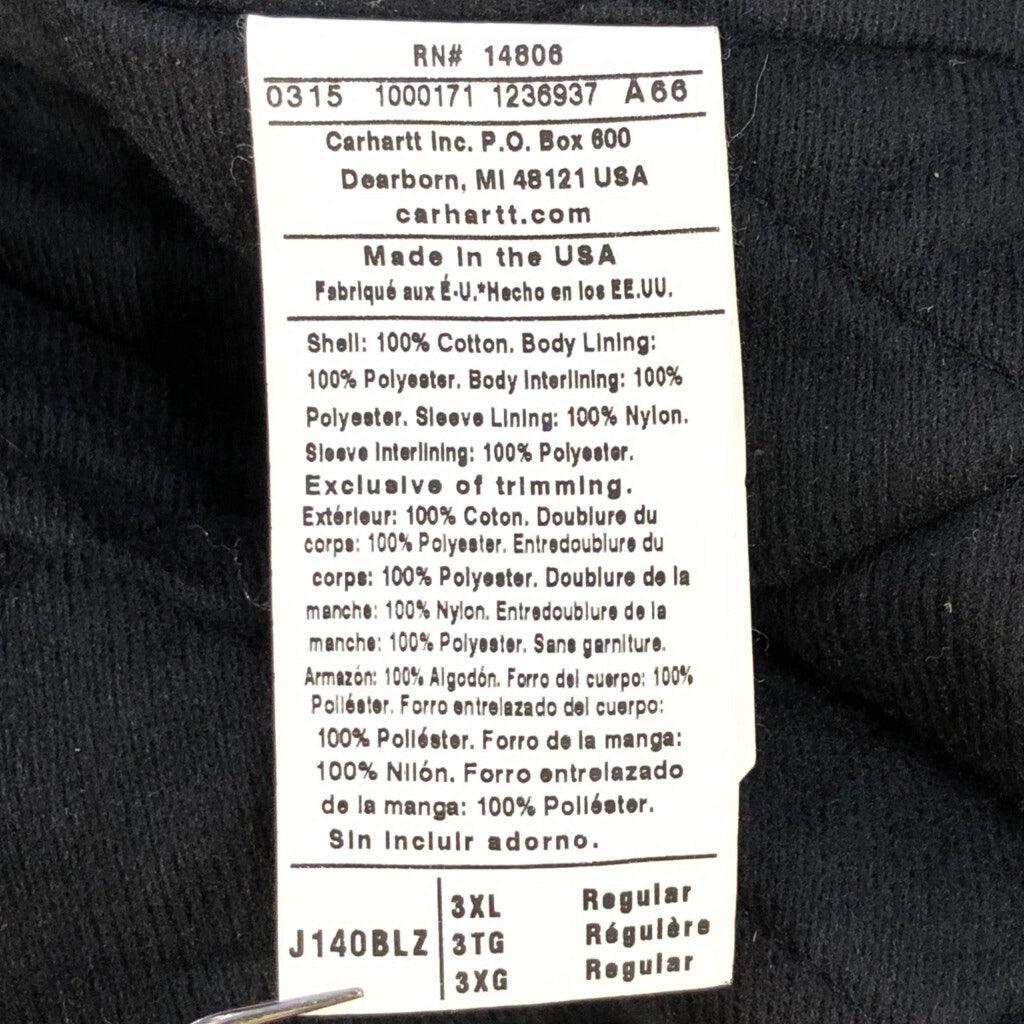 RN# 14806
0315 1000171 1236937 A66
Carhartt Inc. P.O. Box 600
Dearborn, MI 48121 USA
carhartt.com
Made In the USA
Fabriqué aux É-U.*Hecho en los EE.UU.
Shell: 100% Cotton. Body Lining:
100% Polyester. Body Interlining: 100%
Polyester. Sleeve Lining: 100% Nylon.
Sleeve Interlining: 100% Polyester.
Exclusive of trimming.
Extérieur: 100% Coton. Doublure du
corps: 100% Polyester. Entredoublure du
corps: 100% Polyester. Doublure de la
manche: 100% Nylon. Entredoublure de la
manche: 100% Polyester. Sans garniture.
Armazón: 100% Algodón. Forro del cuerpo: 100%
Poliéster. Forro entrelazado del cuerpo:
100% Poliéster. Forro de la manga:
100% Nilón. Forro entrelazado
de la manga: 100% Poliéster.
Sin incluir adorno.
J140BLZ
3XL Regular
3TG Régulère
3XG Regular